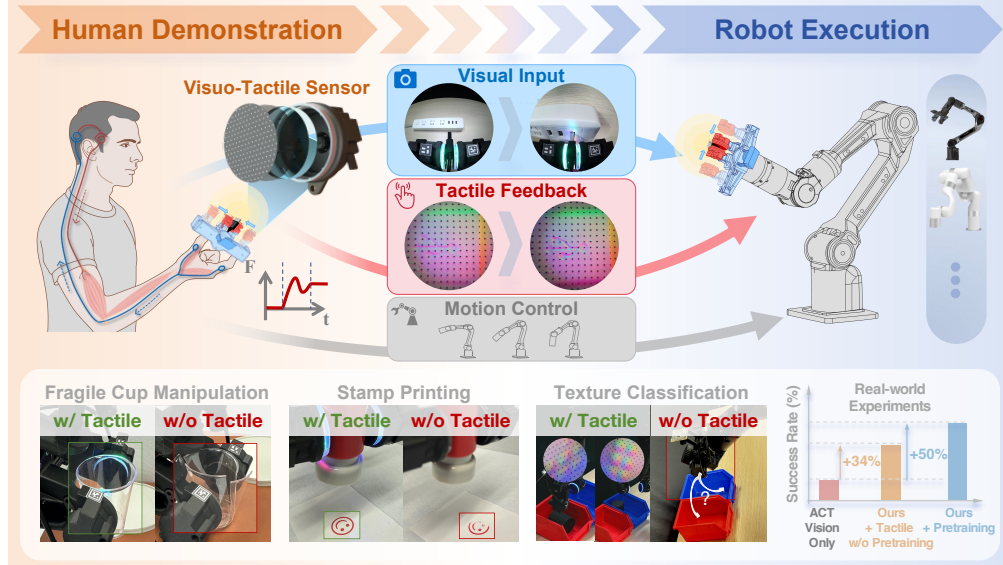 Human Demonstration
Robot Execution
Visuo-Tactile Sensor
Visual Input
Tactile Feedback
F
t
Motion Control
Fragile Cup Manipulation
w/ Tactile
w/o Tactile
Stamp Printing
w/ Tactile
w/o Tactile
Texture Classification
w/ Tactile
w/o Tactile
?
Real-world
Experiments
Success Rate (%)
+34%
+50%
ACT
Vision
Only
Ours
+ Tactile
w/o Pretraining
Ours
+ Pretraining